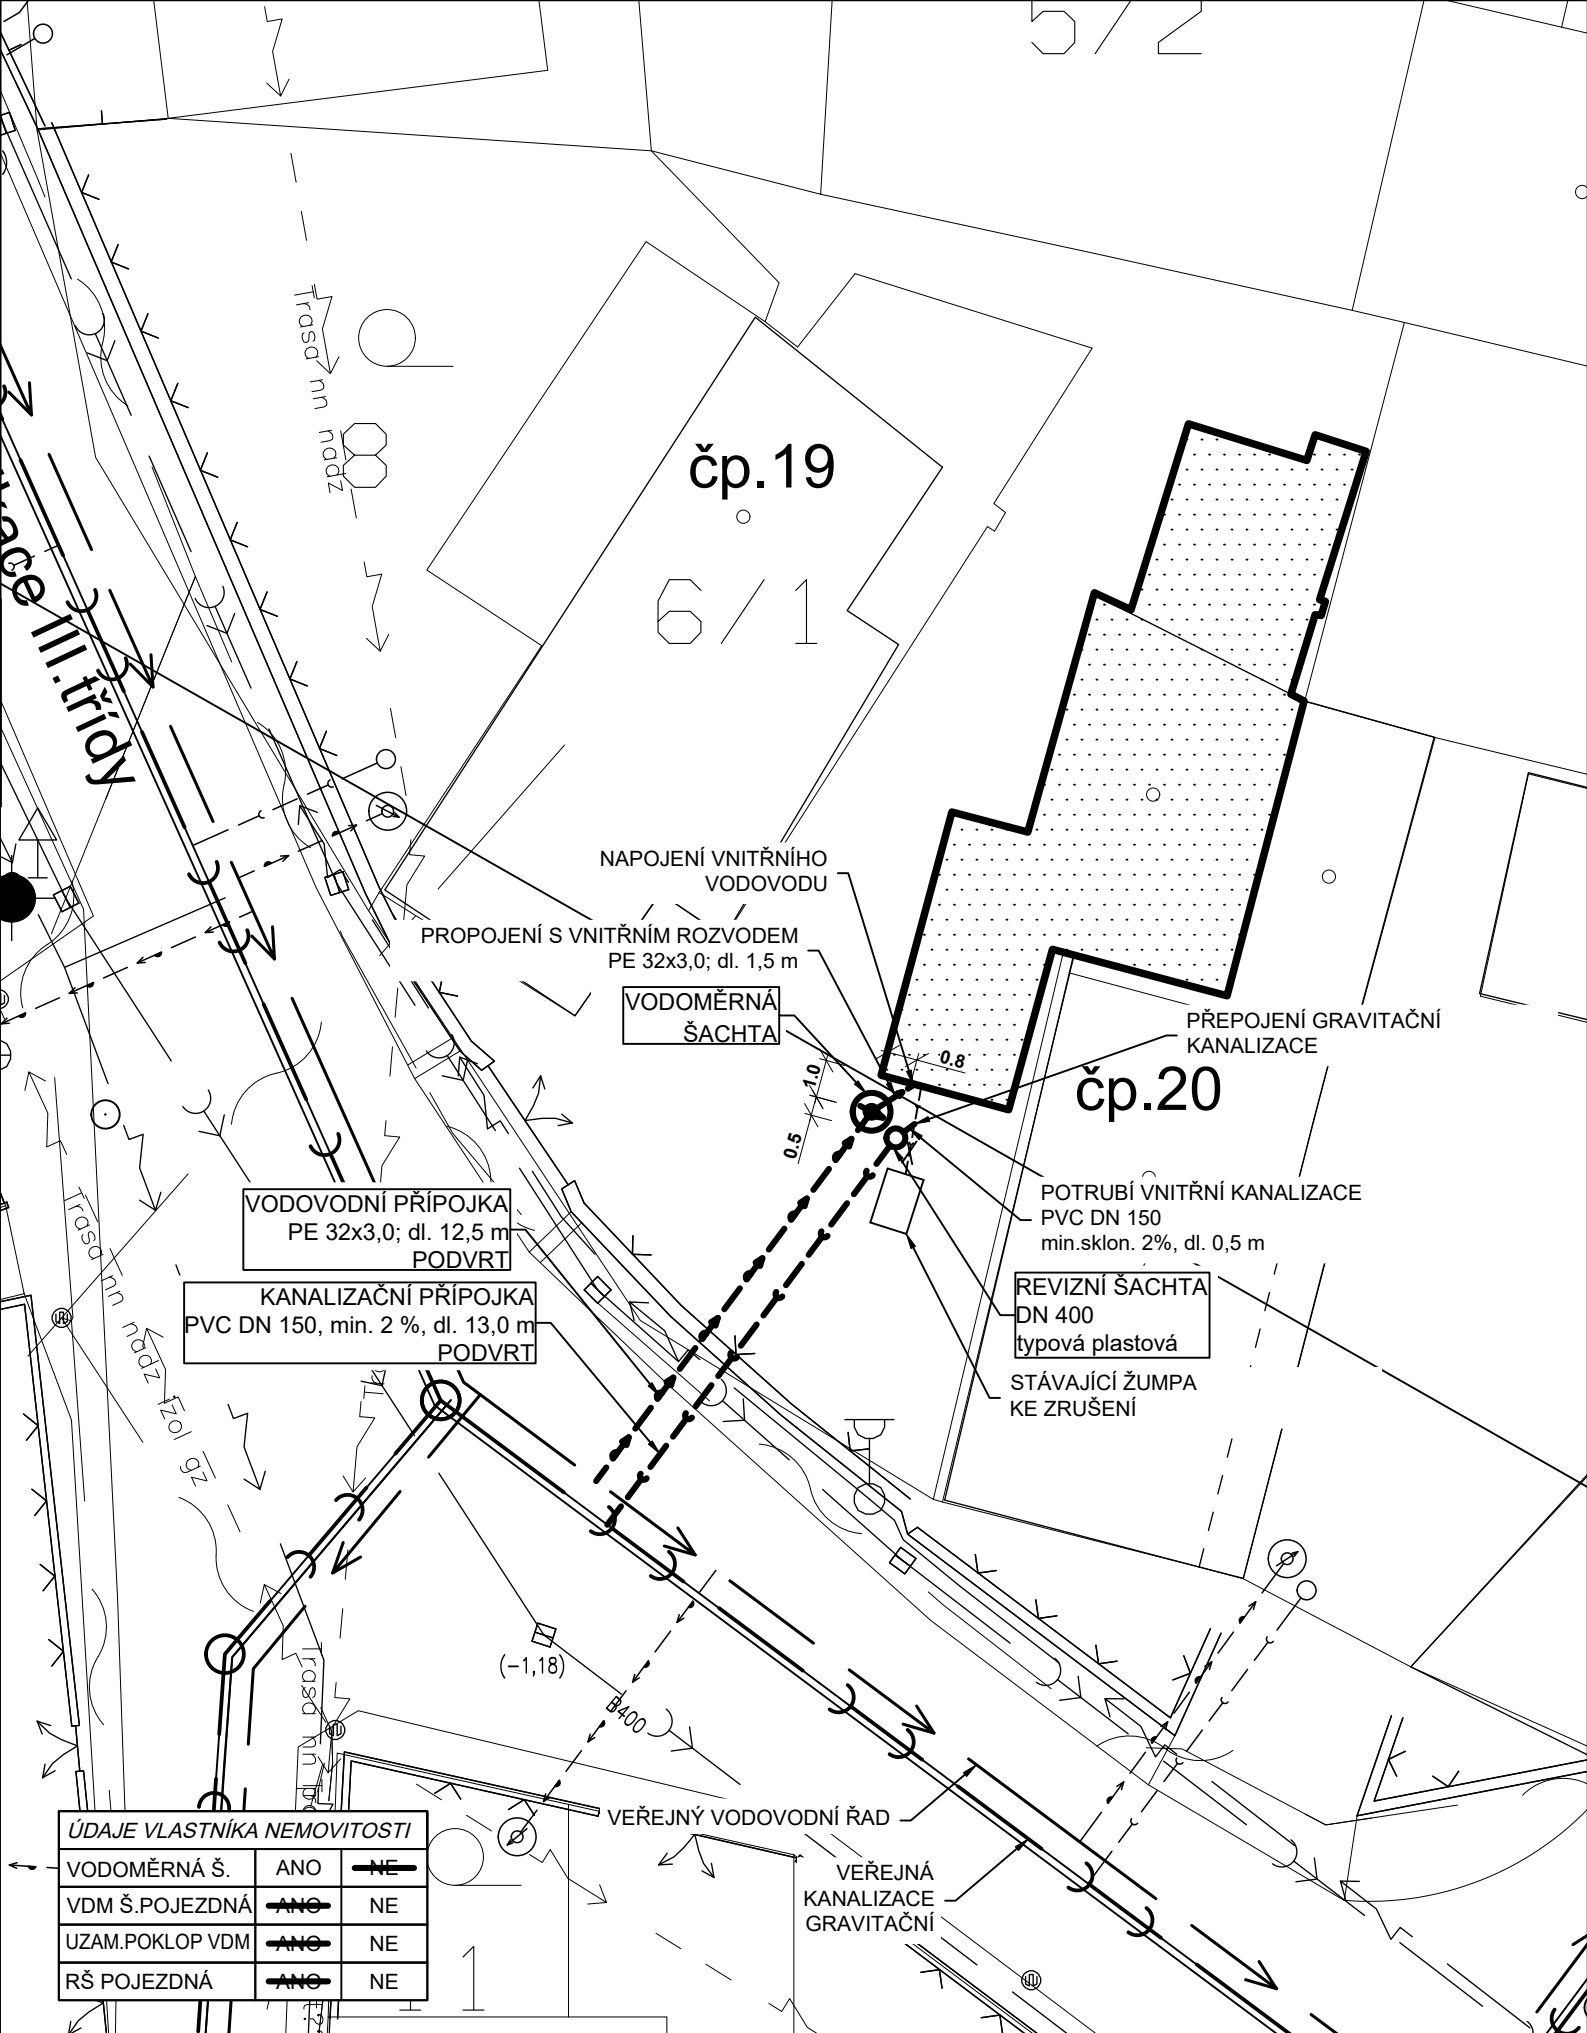 5/2
Trasa nn nadz
8
čp.19
6/1
III.třídy
NAPOJENÍ VNITŘNÍHO
VODOVODU
PROPOJENÍ S VNITŘNÍM ROZVODEM
PE 32x3,0; dl. 1,5 m
VODOMĚRNÁ
ŠACHTA
PŘEPOJENÍ GRAVITAČNÍ
KANALIZACE
0.8
1.0
0.5
čp.20
VODOVODNÍ PŘÍPOJKA
PE 32x3,0; dl. 12,5 m
PODVRT
KANALIZAČNÍ PŘÍPOJKA
PVC DN 150, min. 2 %, dl. 13,0 m
PODVRT
POTRUBÍ VNITŘNÍ KANALIZACE
PVC DN 150
min.sklon. 2%, dl. 0,5 m
REVIZNÍ ŠACHTA
DN 400
typová plastová
STÁVAJÍCÍ ŽUMPA
KE ZRUŠENÍ
Trasa nn nadz izol gz
(-1,18)
B400
Trasa nn
VEŘEJNÝ VODOVODNÍ ŘAD
VEŘEJNÁ
KANALIZACE
GRAVITAČNÍ
ÚDAJE VLASTNÍKA NEMOVITOSTI
VODOMĚRNÁ Š. ANO NE
VDM Š.POJEZDNÁ ANO NE
UZAM.POKLOP VDM ANO NE
RŠ POJEZDNÁ ANO NE